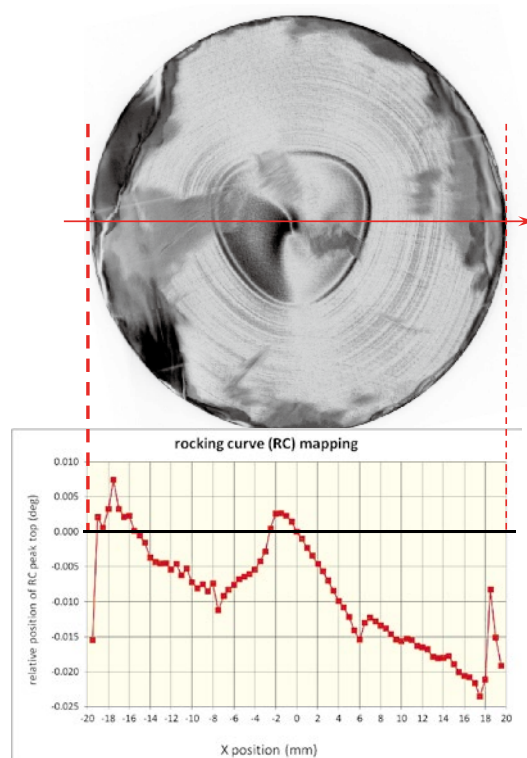 rocking curve (RC) mapping
relative position of RC peak top (deg)
0.010
0.005
0.000
-0.005
-0.010
-0.015
-0.020
-0.025
-20 -18 -16 -14 -12 -10 -8 -6 -4 -2 0 2 4 6 8 10 12 14 16 18 20
X position (mm)